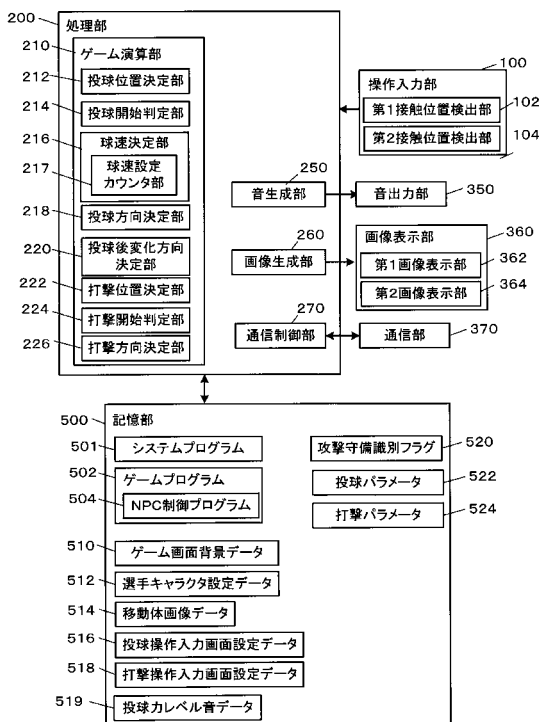 200
処理部
210
ゲーム演算部
212
投球位置決定部
214
投球開始判定部
216
球速決定部
217
球速設定
カウンタ部
218
投球方向決定部
220
投球後変化方向
決定部
222
打撃位置決定部
224
打撃開始判定部
226
打撃方向決定部
250
音生成部
260
画像生成部
270
通信制御部
100
操作入力部
第1接触位置検出部
102
第2接触位置検出部
104
音出力部
350
画像表示部
360
第1画像表示部
362
第2画像表示部
364
通信部
370
500
記憶部
501
システムプログラム
502
ゲームプログラム
504
NPC制御プログラム
510
ゲーム画面背景データ
512
選手キャラクタ設定データ
514
移動体画像データ
516
投球操作入力画面設定データ
518
打撃操作入力画面設定データ
519
投球力レベル音データ
攻撃守備識別フラグ
520
投球パラメータ
522
打撃パラメータ
524